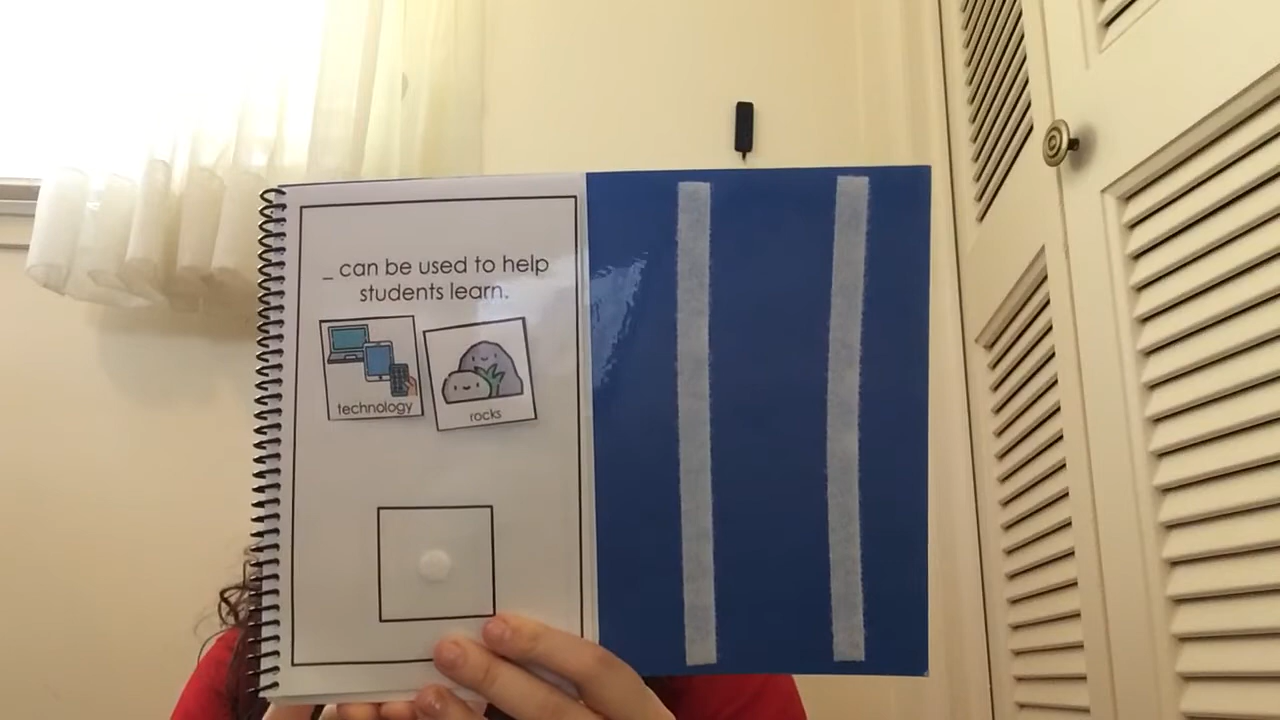 _ can be used to help
students learn.
technology
rocks